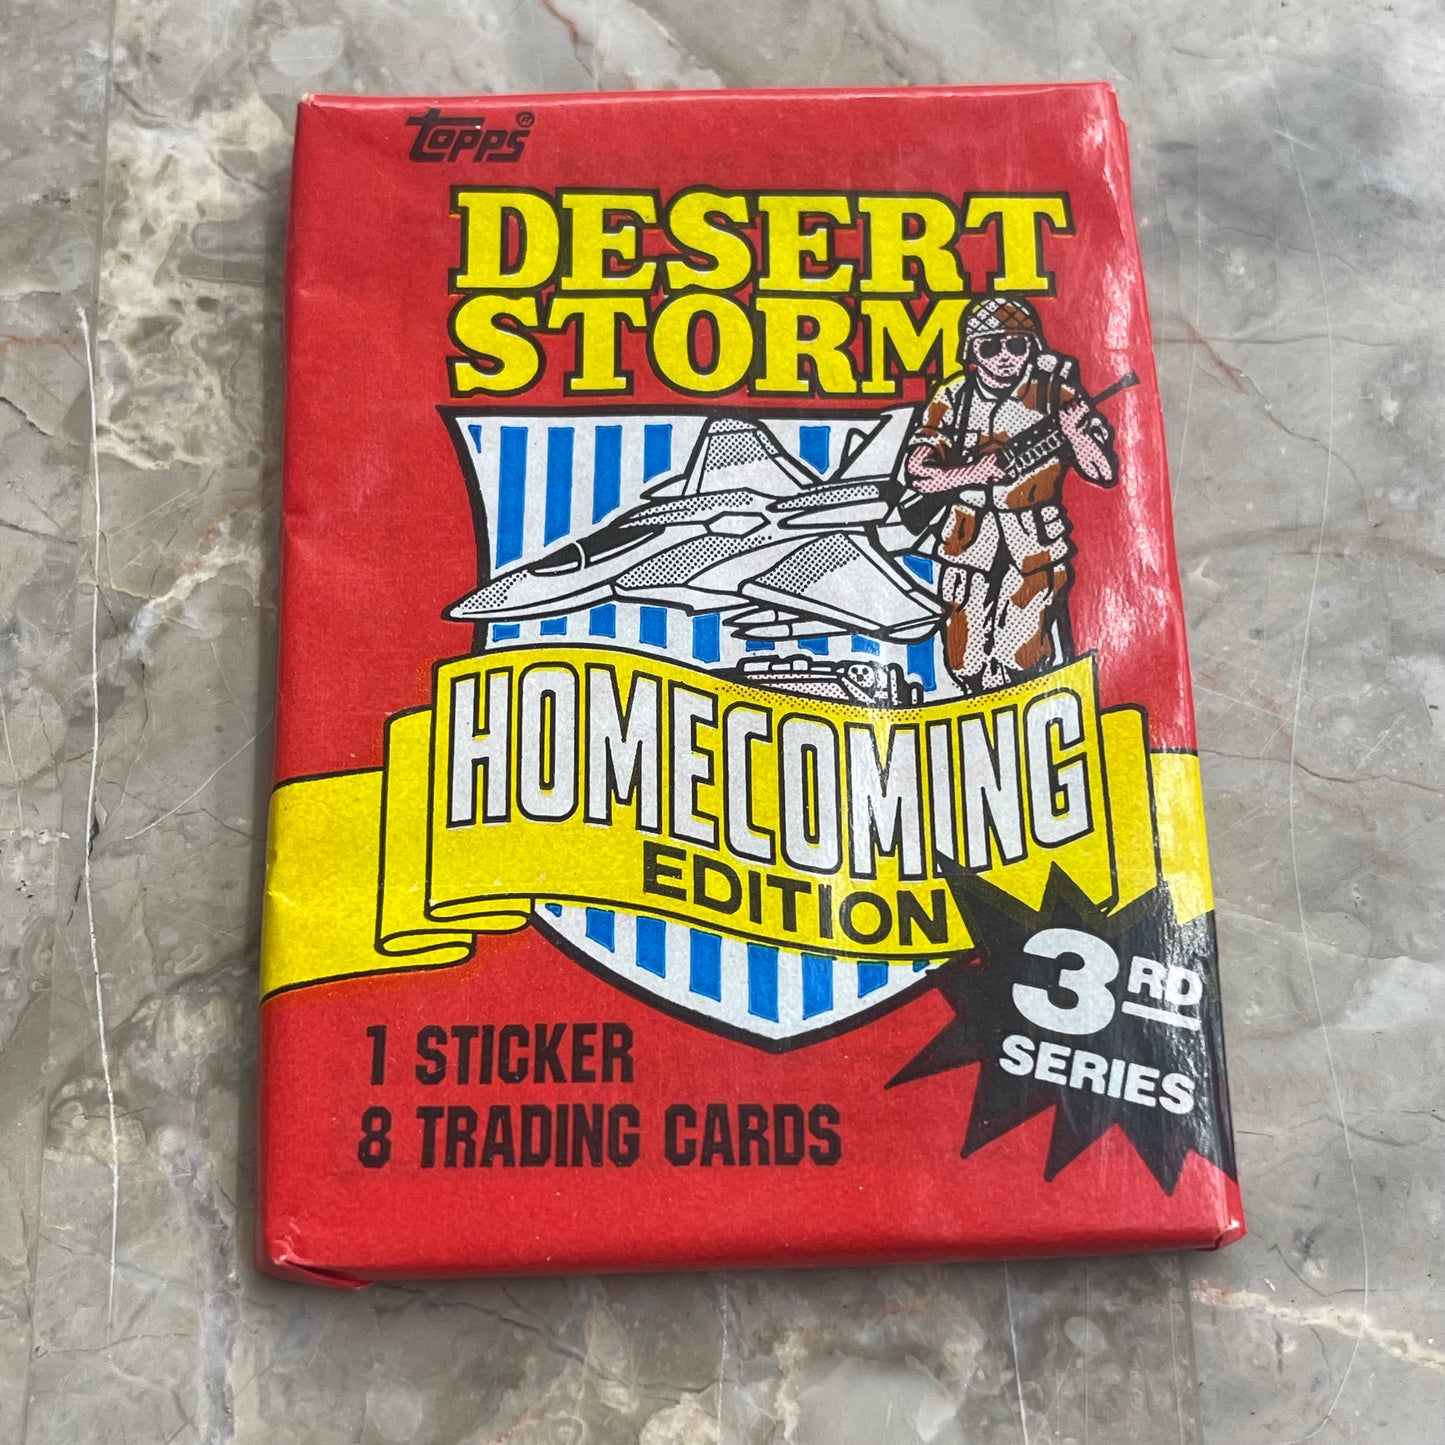 TOPPS®
DESERT
STORM
HOMECOMING
EDITION
3RD
SERIES
1 STICKER
8 TRADING CARDS